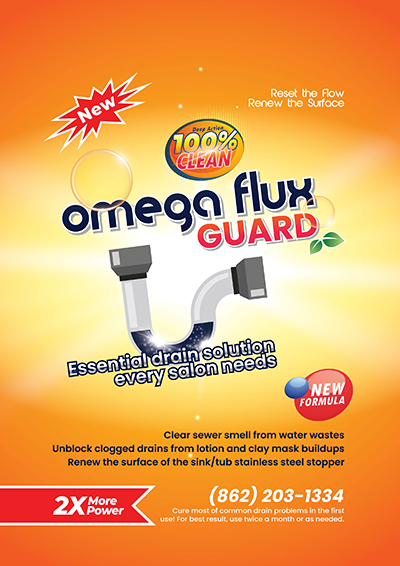 New
Reset the Flow
Renew the Surface
Deep Action
100%
CLEAN
omega flux
GUARD
Essential drain solution
every salon needs
NEW
FORMULA
Clear sewer smell from water wastes
Unblock clogged drains from lotion and clay mask buildups
Renew the surface of the sink/tub stainless steel stopper
2X More
Power
(862) 203-1334
Cure most of common drain problems in the first
use! For best result, use twice a month or as needed.